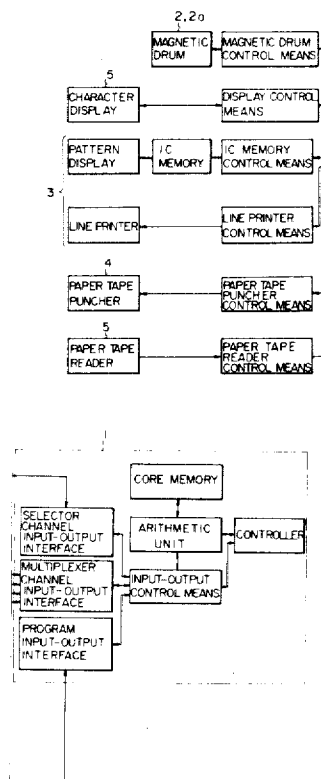 2,2a
MAGNETIC
DRUM
MAGNETIC DRUM
CONTROL MEANS
5
CHARACTER
DISPLAY
DISPLAY CONTROL
MEANS
3
PATTERN
DISPLAY
IC
MEMORY
IC MEMORY
CONTROL MEANS
LINE PRINTER
LINE PRINTER
CONTROL MEANS
4
PAPER TAPE
PUNCHER
PAPER TAPE
PUNCHER
CONTROL MEANS
5
PAPER TAPE
READER
PAPER TAPE
READER
CONTROL MEANS
CORE MEMORY
SELECTOR
CHANNEL
INPUT-OUTPUT
INTERFACE
ARITHMETIC
UNIT
CONTROLLER
MULTIPLEXER
CHANNEL
INPUT-OUTPUT
INTERFACE
INPUT-OUTPUT
CONTROL MEANS
PROGRAM
INPUT-OUTPUT
INTERFACE